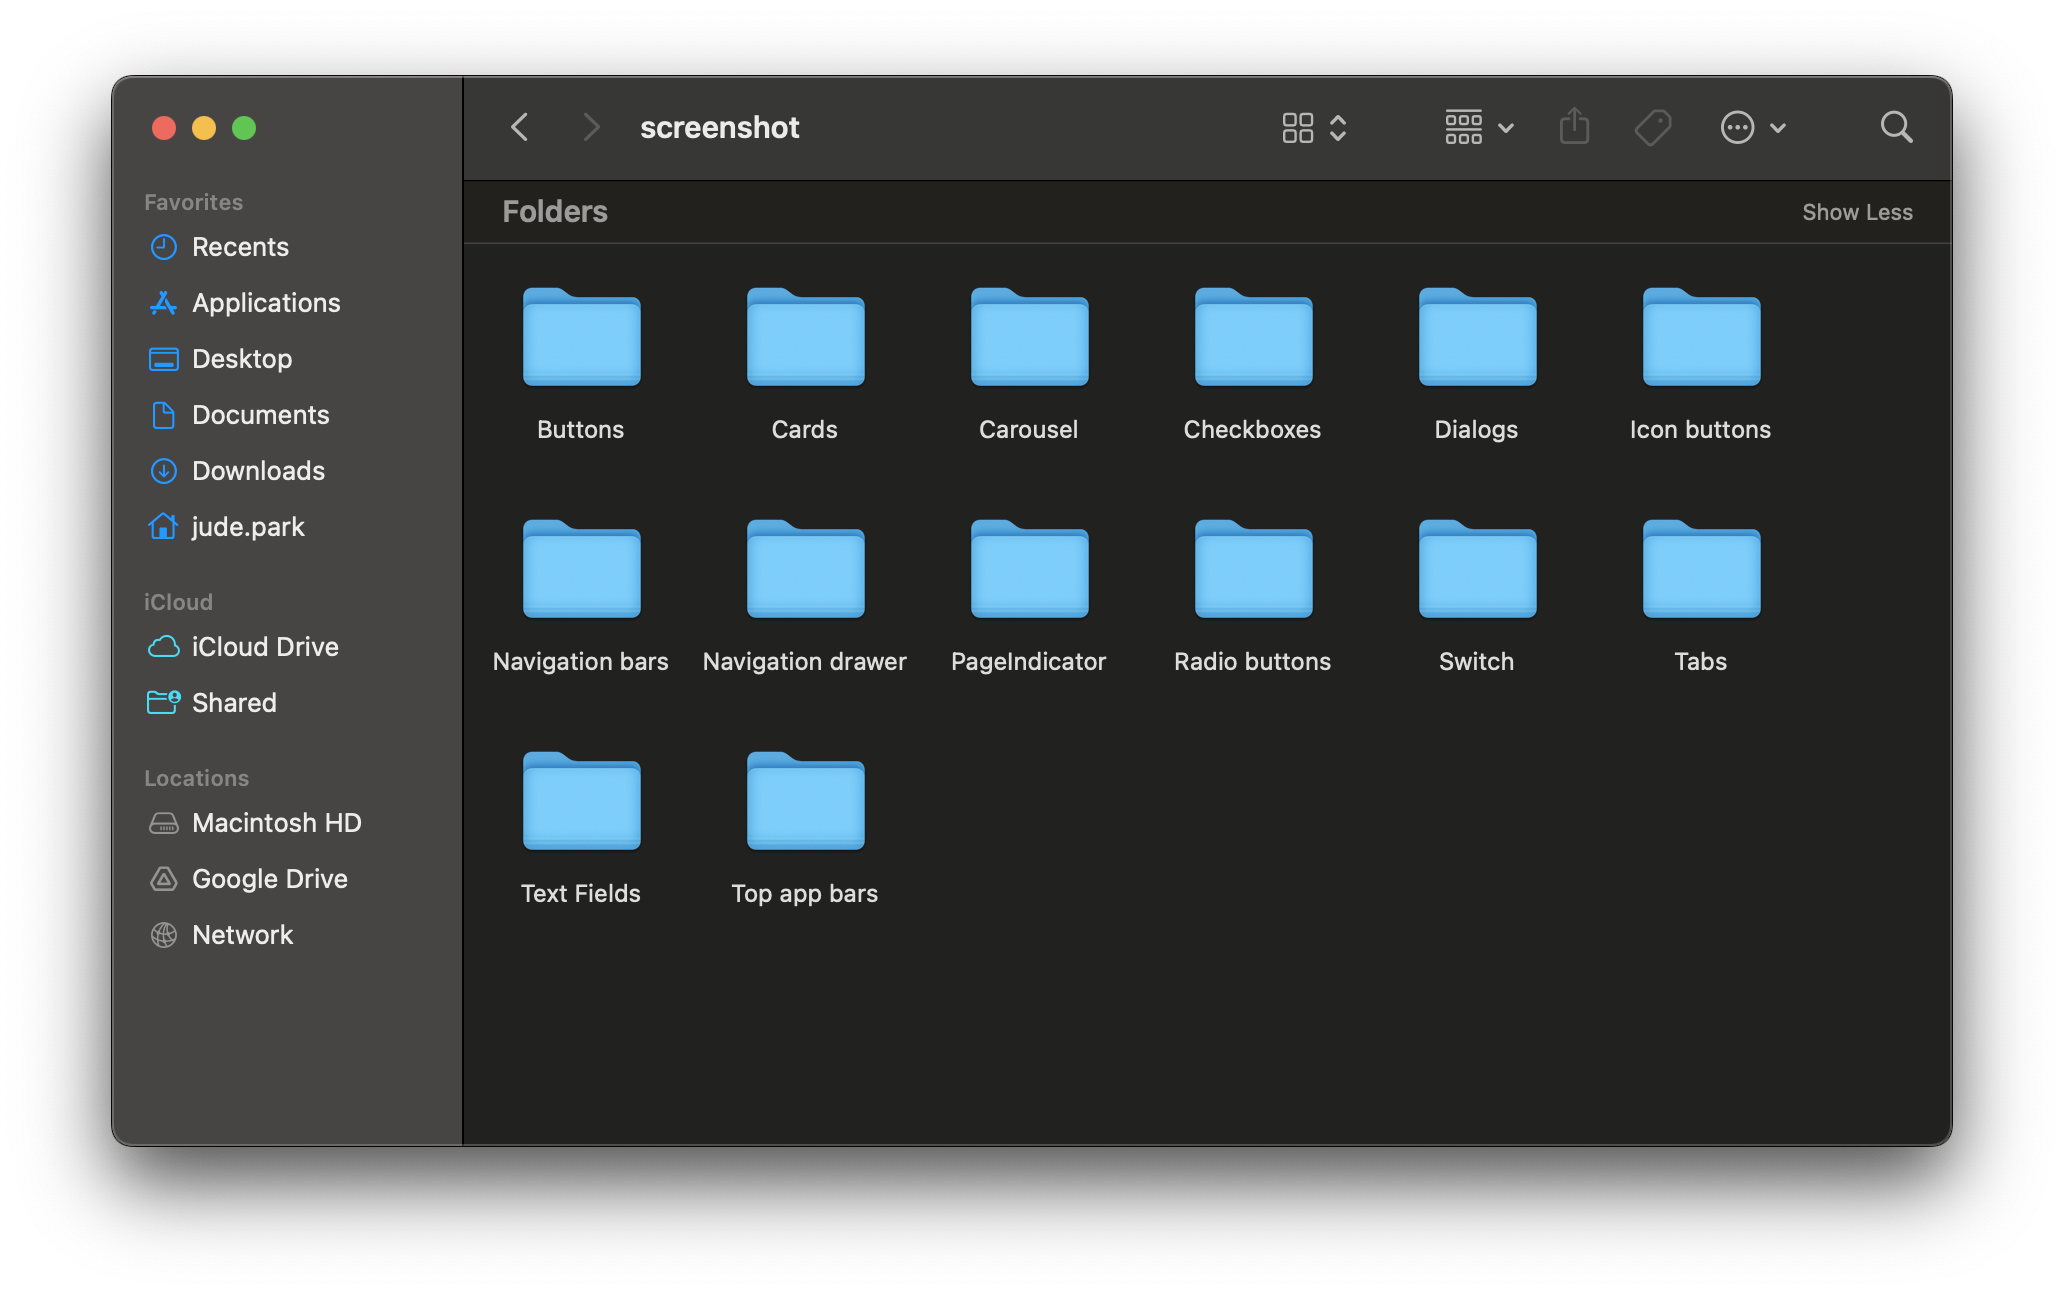 screenshot
Favorites
Recents
Applications
Desktop
Documents
Downloads
jude.park
iCloud
iCloud Drive
Shared
Locations
Macintosh HD
Google Drive
Network
Folders
Show Less
Buttons
Cards
Carousel
Checkboxes
Dialogs
Icon buttons
Navigation bars
Navigation drawer
PageIndicator
Radio buttons
Switch
Tabs
Text Fields
Top app bars